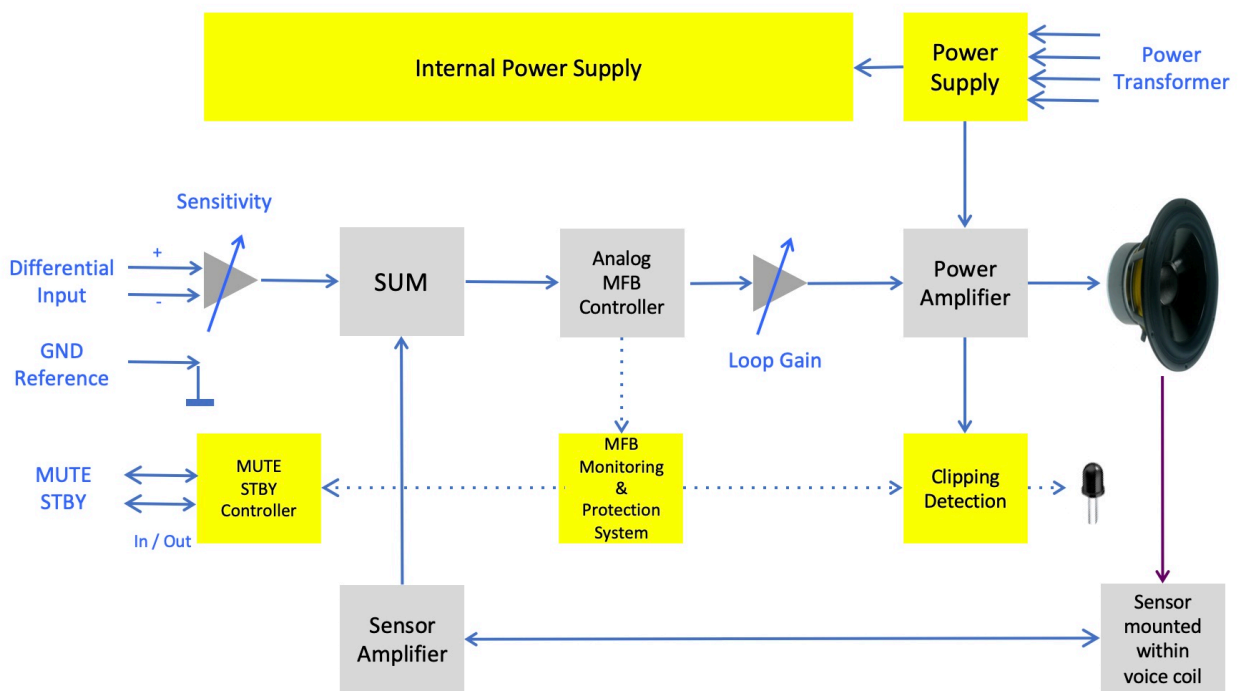 Internal Power Supply
Power
Supply
Power
Transformer
Sensitivity
+
-
Differential
Input
SUM
Analog
MFB
Controller
Loop Gain
Power
Amplifier
GND
Reference
MUTE
STBY
In / Out
MUTE
STBY
Controller
MFB
Monitoring
&
Protection
System
Clipping
Detection
Sensor
Amplifier
Sensor
mounted
within
voice coil